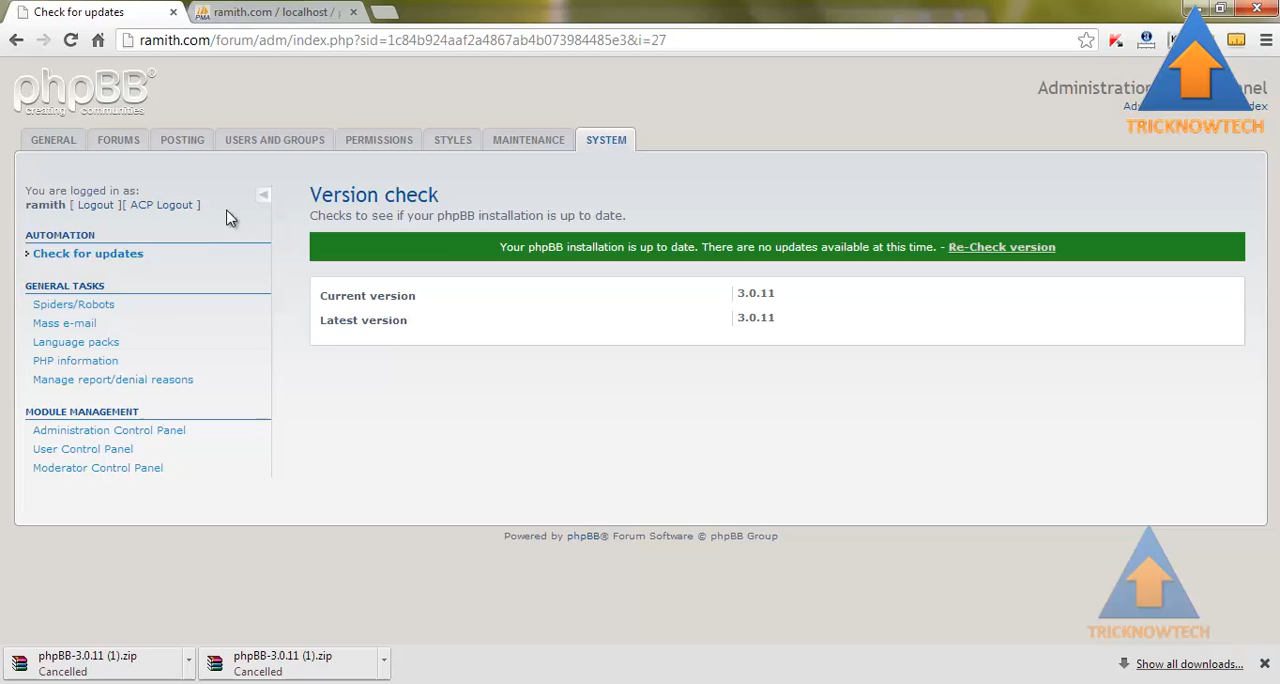 Check for updates
PMA ramith.com / localhost / p
ramith.com/forum/adm/index.php?sid=1c84b924aaf2a4867ab4b073984485e3&i=27
phpBB®
creating communities
nel
TRICKNOWTECH
GENERAL FORUMS POSTING USERS AND GROUPS PERMISSIONS STYLES MAINTENANCE SYSTEM
You are logged in as:
ramith [ Logout ][ ACP Logout ]
AUTOMATION
Check for updates
GENERAL TASKS
Spiders/Robots
Mass e-mail
Language packs
PHP information
Manage report/denial reasons
MODULE MANAGEMENT
Administration Control Panel
User Control Panel
Moderator Control Panel
Version check
Checks to see if your phpBB installation is up to date.
Your phpBB installation is up to date. There are no updates available at this time. - Re-Check version
Current version 3.0.11
Latest version 3.0.11
Powered by phpBB® Forum Software © phpBB Group
TRICKNOWTECH
phpBB-3.0.11 (1).zip
Cancelled
phpBB-3.0.11 (1).zip
Cancelled
Show all downloads...